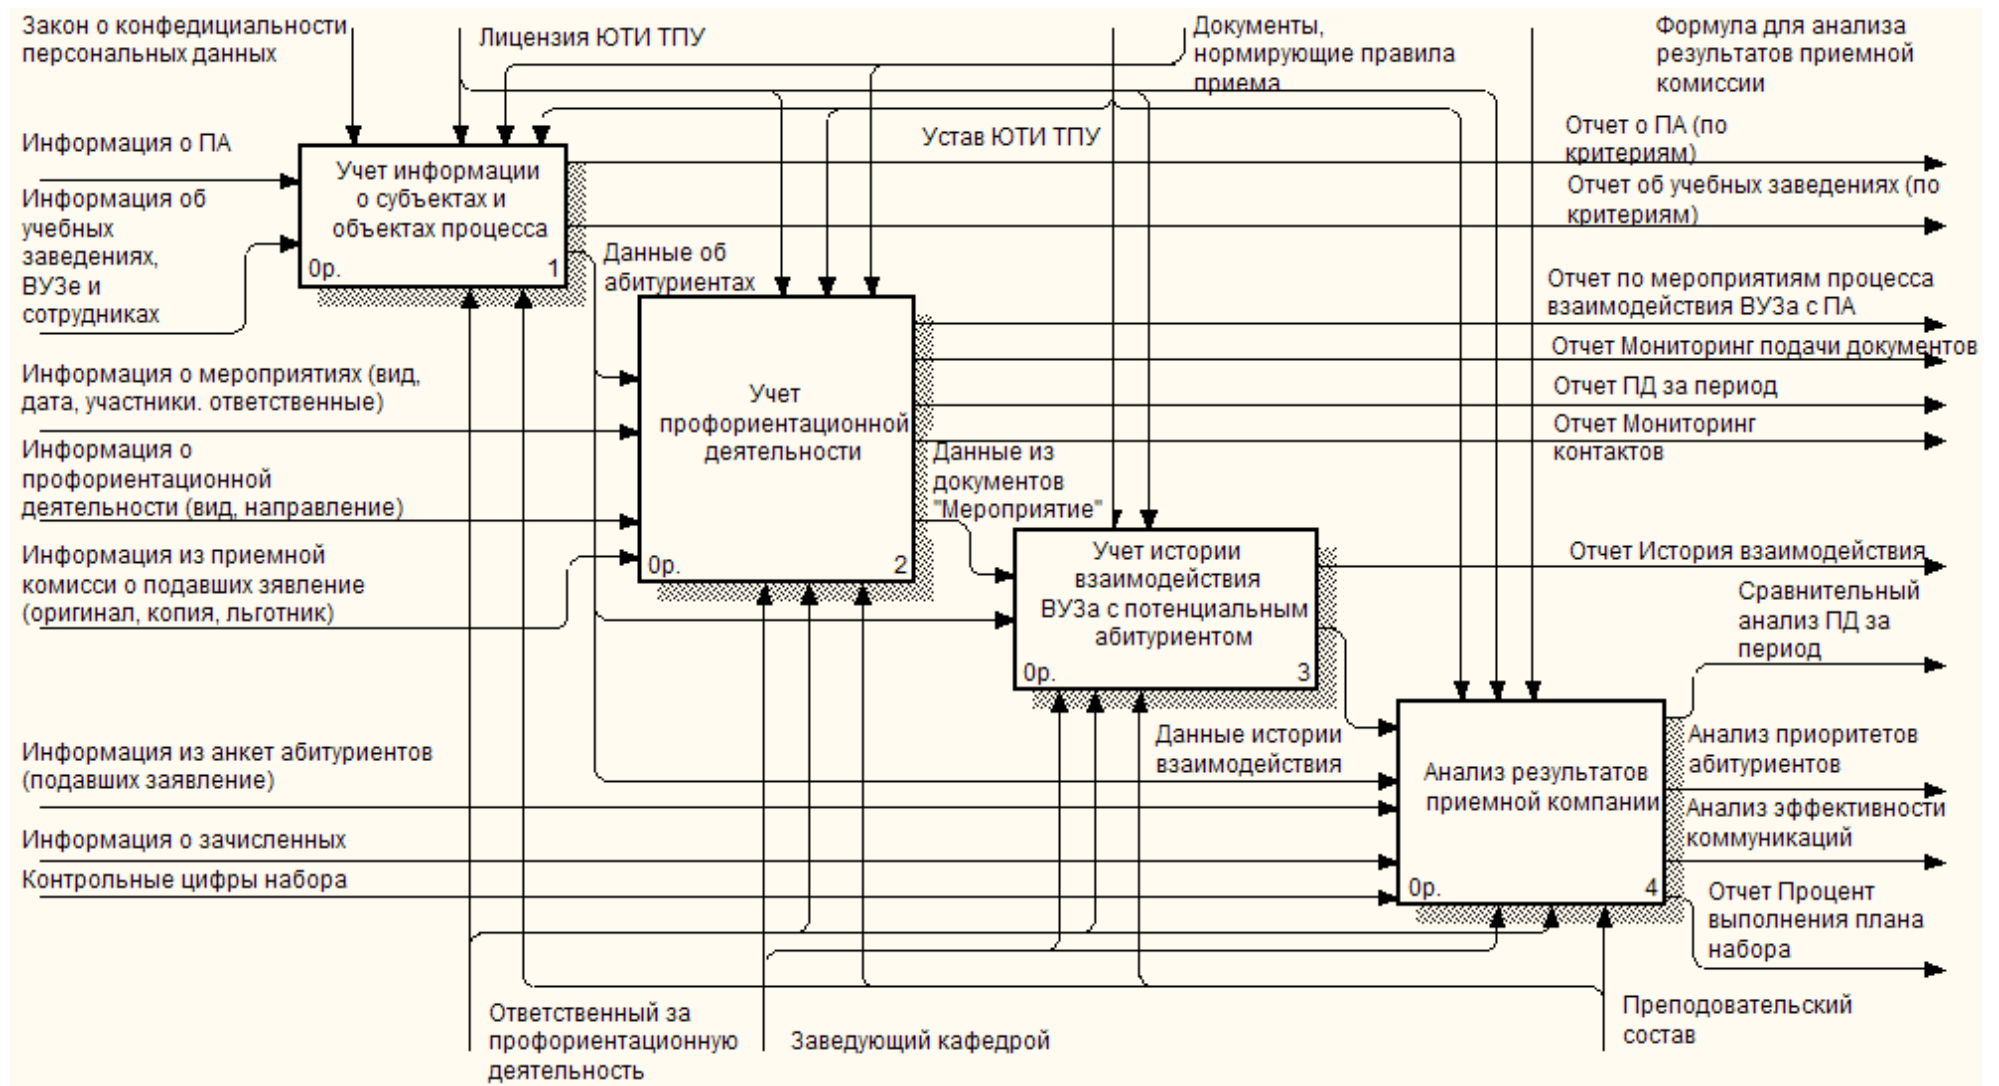 Закон о конфедициальности
персональных данных
Лицензия ЮТИ ТПУ
Документы,
нормирующие правила
приема
Формула для анализа
результатов приемной
комиссии
Информация о ПА
Устав ЮТИ ТПУ
Отчет о ПА (по
критериям)
Учет информации
о субъектах и
объектах процесса
0р.
1
Отчет об учебных заведениях (по
критериям)
Информация об
учебных
заведениях,
ВУЗе и
сотрудниках
Данные об
абитуриентах
Отчет по мероприятиям процесса
взаимодействия ВУЗа с ПА
Отчет Мониторинг подачи документов
Отчет ПД за период
Отчет Мониторинг
контактов
Информация о мероприятиях (вид,
дата, участники. ответственные)
Учет
профориентационной
деятельности
0р.
2
Информация о
профориентационной
деятельности (вид, направление)
Данные из
документов
"Мероприятие"
Информация из приемной
комисси о подавших зявление
(оригинал, копия, льготник)
Учет истории
взаимодействия
ВУЗа с потенциальным
абитуриентом
0р.
3
Отчет История взаимодействия
Сравнительный
анализ ПД за
период
Данные истории
взаимодействия
Информация из анкет абитуриентов
(подавших заявление)
Анализ результатов
приемной компании
0р.
4
Анализ приоритетов
абитуриентов
Анализ эффективности
коммуникаций
Информация о зачисленных
Контрольные цифры набора
Отчет Процент
выполнения плана
набора
Ответственный за
профориентационную
деятельность
Заведующий кафедрой
Преподовательский
состав